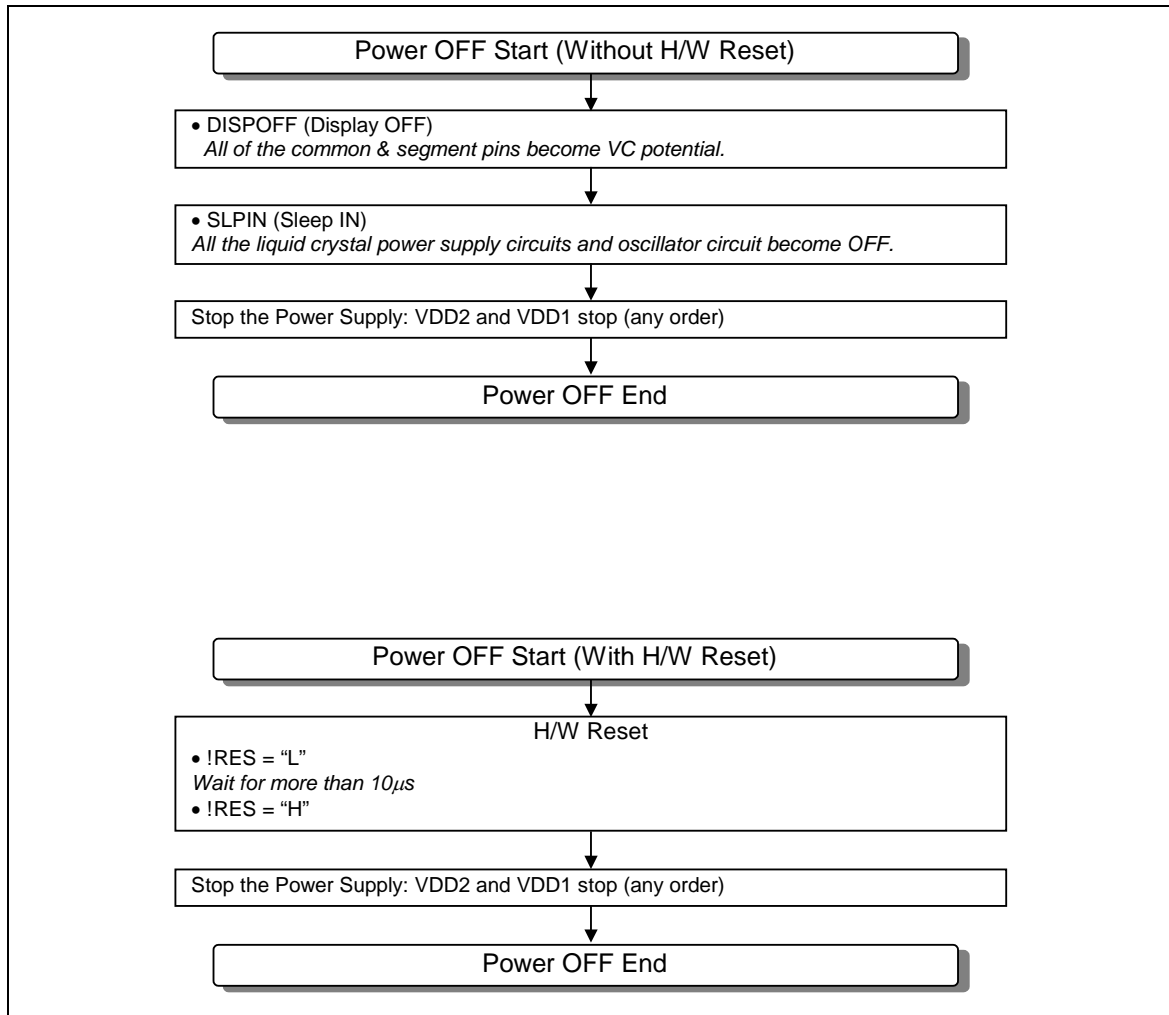 Power OFF Start (Without H/W Reset)
• DISPOFF (Display OFF)
All of the common & segment pins become VC potential.
• SLPIN (Sleep IN)
All the liquid crystal power supply circuits and oscillator circuit become OFF.
Stop the Power Supply: VDD2 and VDD1 stop (any order)
Power OFF End
Power OFF Start (With H/W Reset)
H/W Reset
• !RES = “L”
Wait for more than 10μs
• !RES = “H”
Stop the Power Supply: VDD2 and VDD1 stop (any order)
Power OFF End